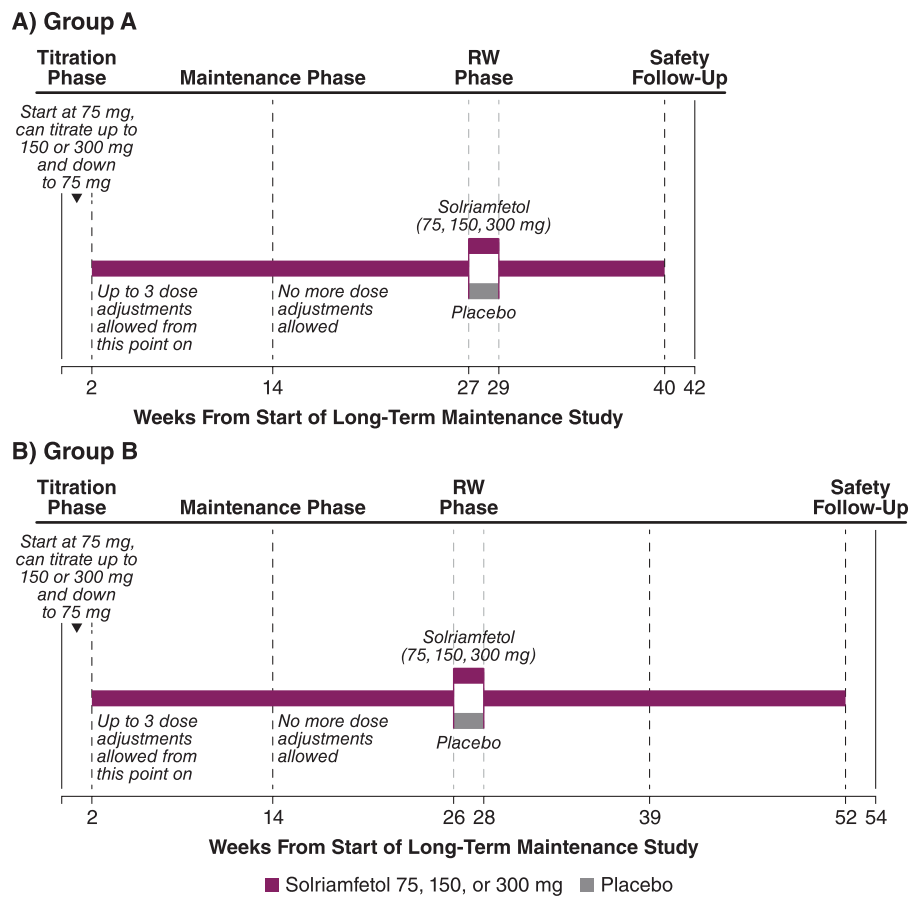 A) Group A
Titration
Phase
Maintenance Phase
RW
Phase
Safety
Follow-Up
Start at 75 mg,
can titrate up to
150 or 300 mg
and down
to 75 mg
Solriamfetol
(75, 150, 300 mg)
Up to 3 dose
adjustments
allowed from
this point on
No more dose
adjustments
allowed
Placebo
2 14 27 29 40 42
Weeks From Start of Long-Term Maintenance Study
B) Group B
Titration
Phase
Maintenance Phase
RW
Phase
Safety
Follow-Up
Start at 75 mg,
can titrate up to
150 or 300 mg
and down
to 75 mg
Solriamfetol
(75, 150, 300 mg)
Up to 3 dose
adjustments
allowed from
this point on
No more dose
adjustments
allowed
Placebo
2 14 26 28 39 52 54
Weeks From Start of Long-Term Maintenance Study
Solriamfetol 75, 150, or 300 mg Placebo